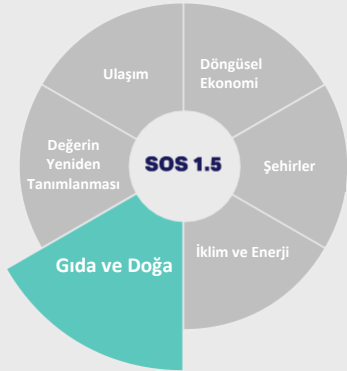 Ulaşım
Döngüsel
Ekonomi
Değerin
Yeniden
Tanımlanması
SOS 1.5
Şehirler
Gıda ve Doğa
İklim ve Enerji